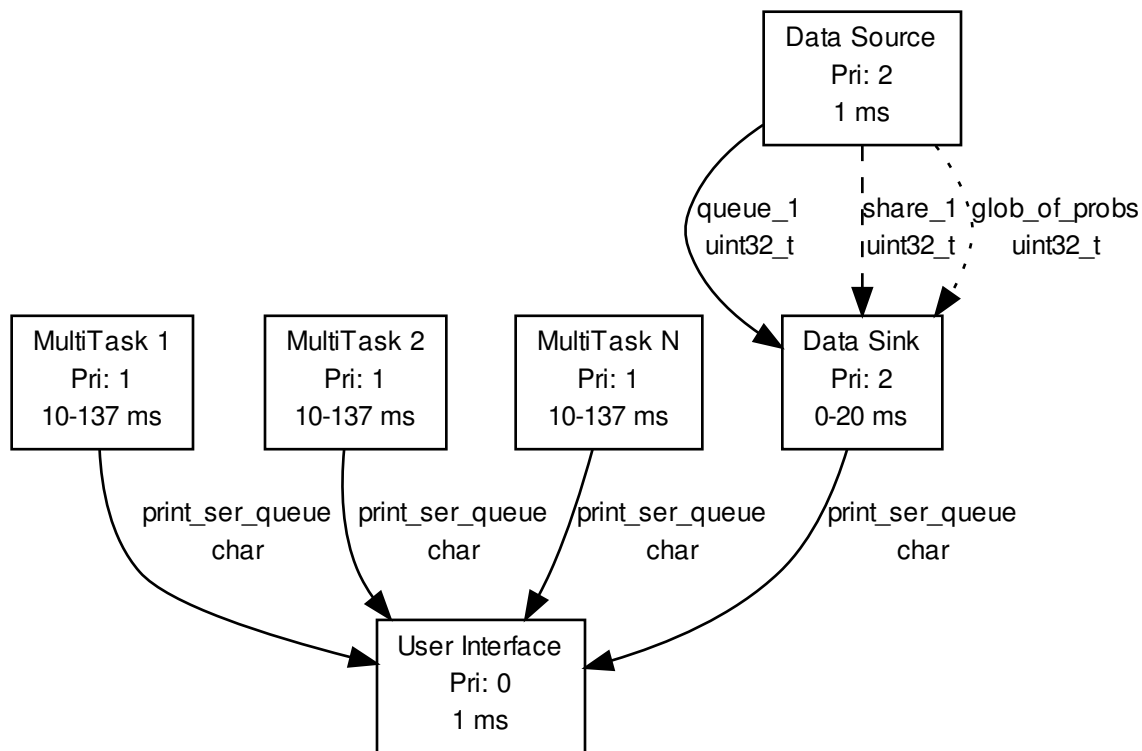 Data Source
Pri: 2
1 ms
queue_1
uint32_t
share_1
uint32_t
glob_of_probs
uint32_t
MultiTask 1
Pri: 1
10-137 ms
MultiTask 2
Pri: 1
10-137 ms
MultiTask N
Pri: 1
10-137 ms
Data Sink
Pri: 2
0-20 ms
print_ser_queue
char
print_ser_queue
char
print_ser_queue
char
print_ser_queue
char
User Interface
Pri: 0
1 ms